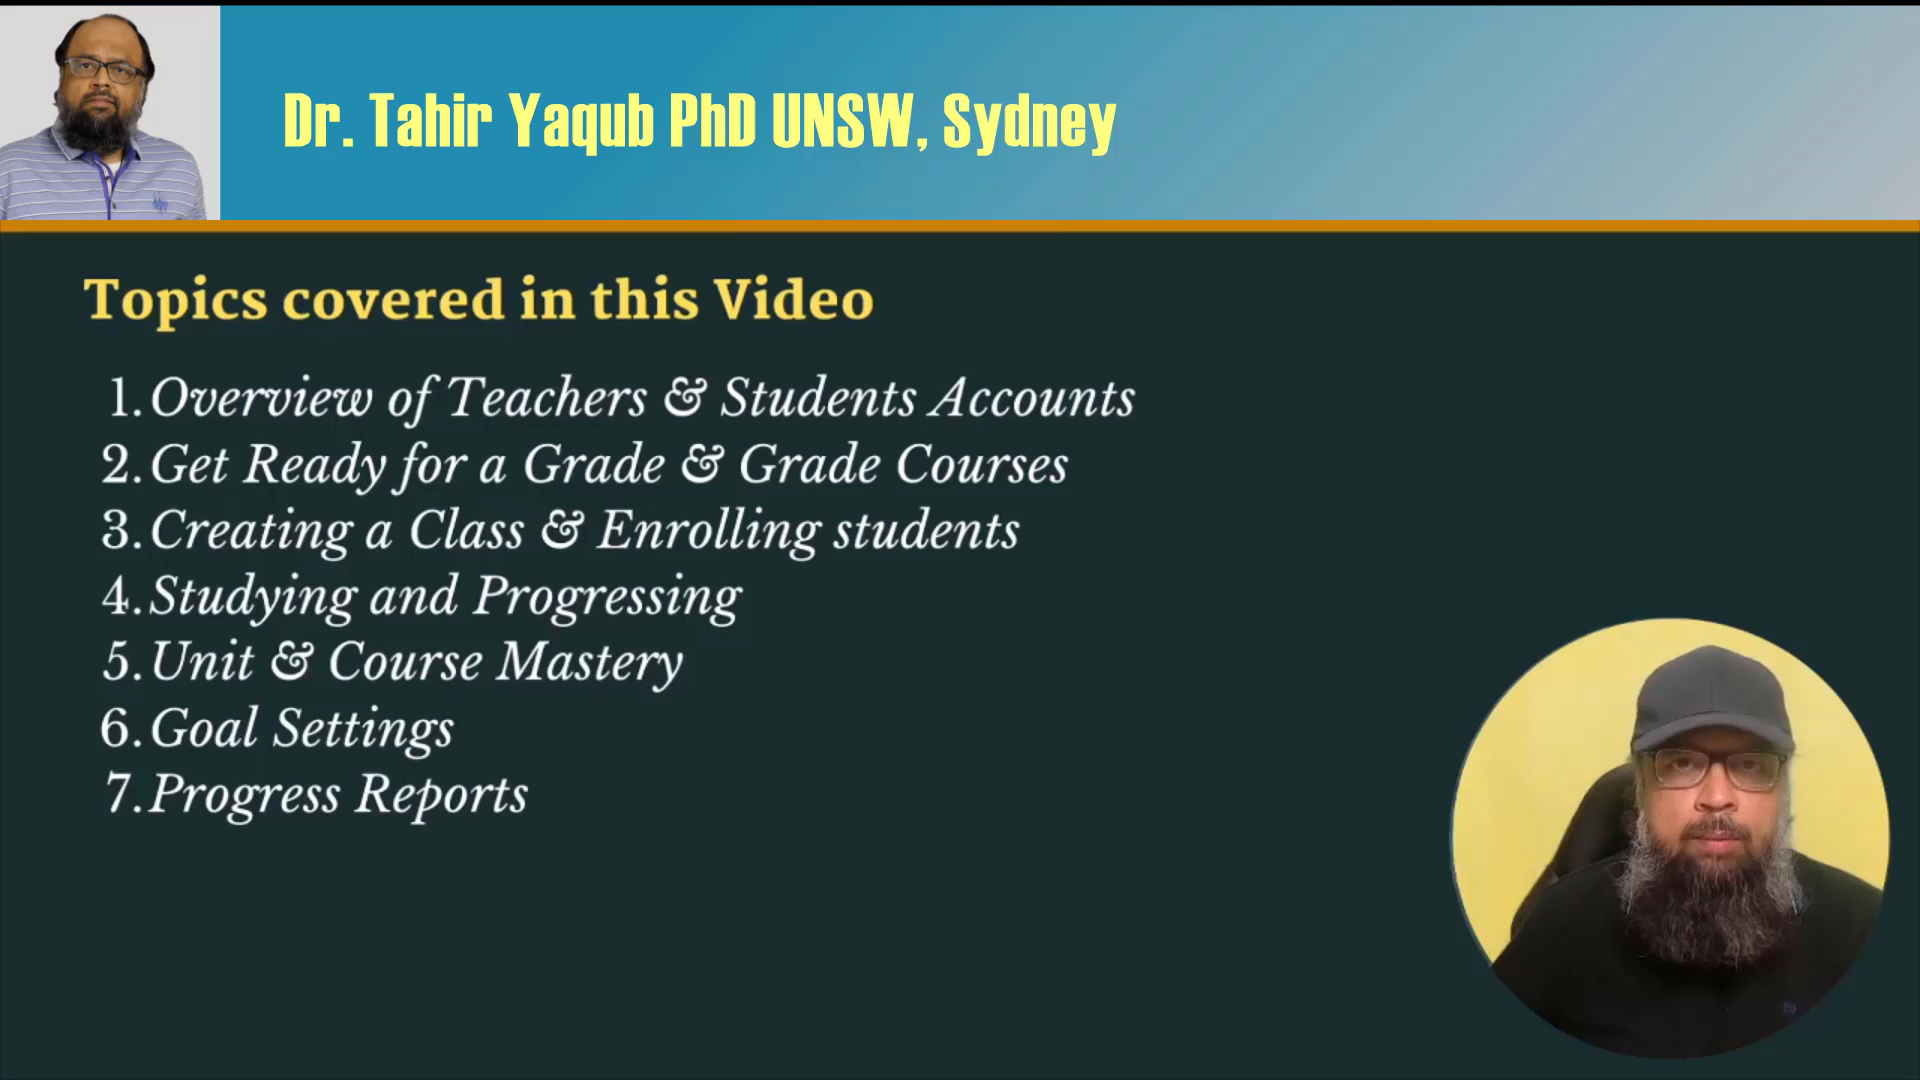 Dr. Tahir Yaqub PhD UNSW, Sydney
Topics covered in this Video
1. Overview of Teachers & Students Accounts
2. Get Ready for a Grade & Grade Courses
3. Creating a Class & Enrolling students
4. Studying and Progressing
5. Unit & Course Mastery
6. Goal Settings
7. Progress Reports